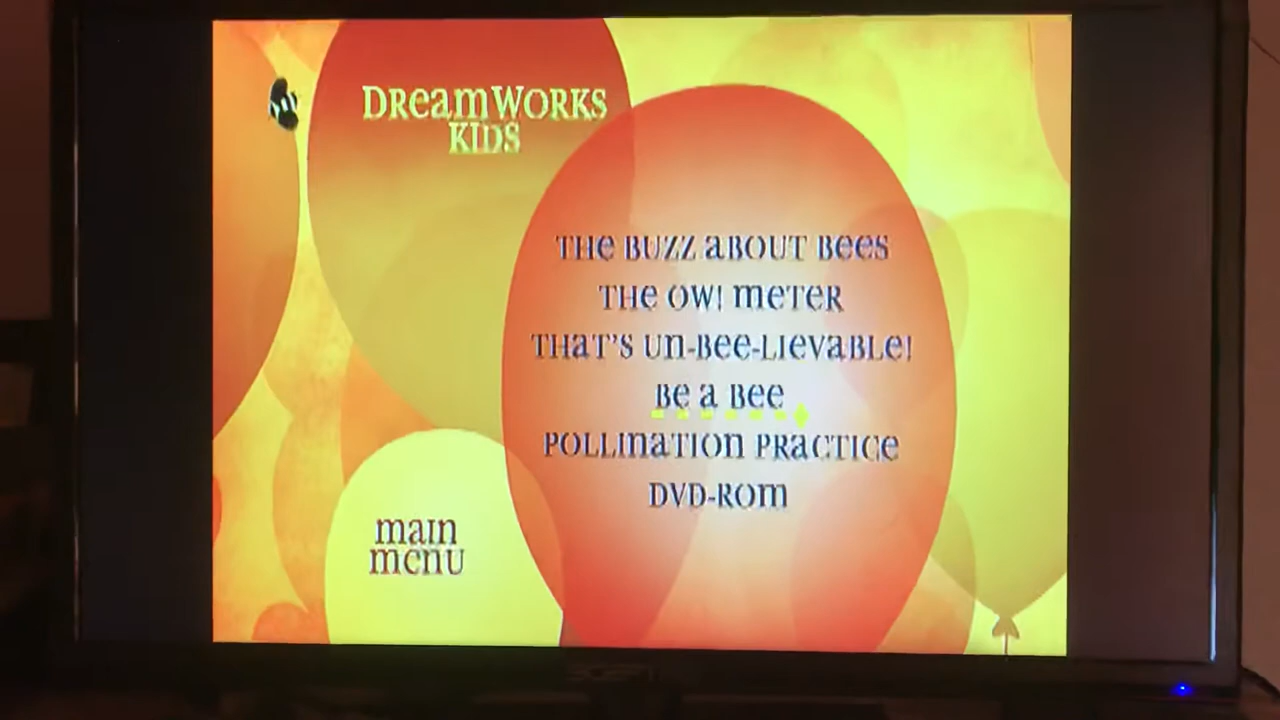 DReamWORKS
KIDS
THe BUZZ aBOUT Bees
THe OW! meTeR
THaT'S Un-Bee-LIevaBLe!
Be a Bee
POLLInaTIOn PRaCTICe
DVD-ROm
maIn
menU